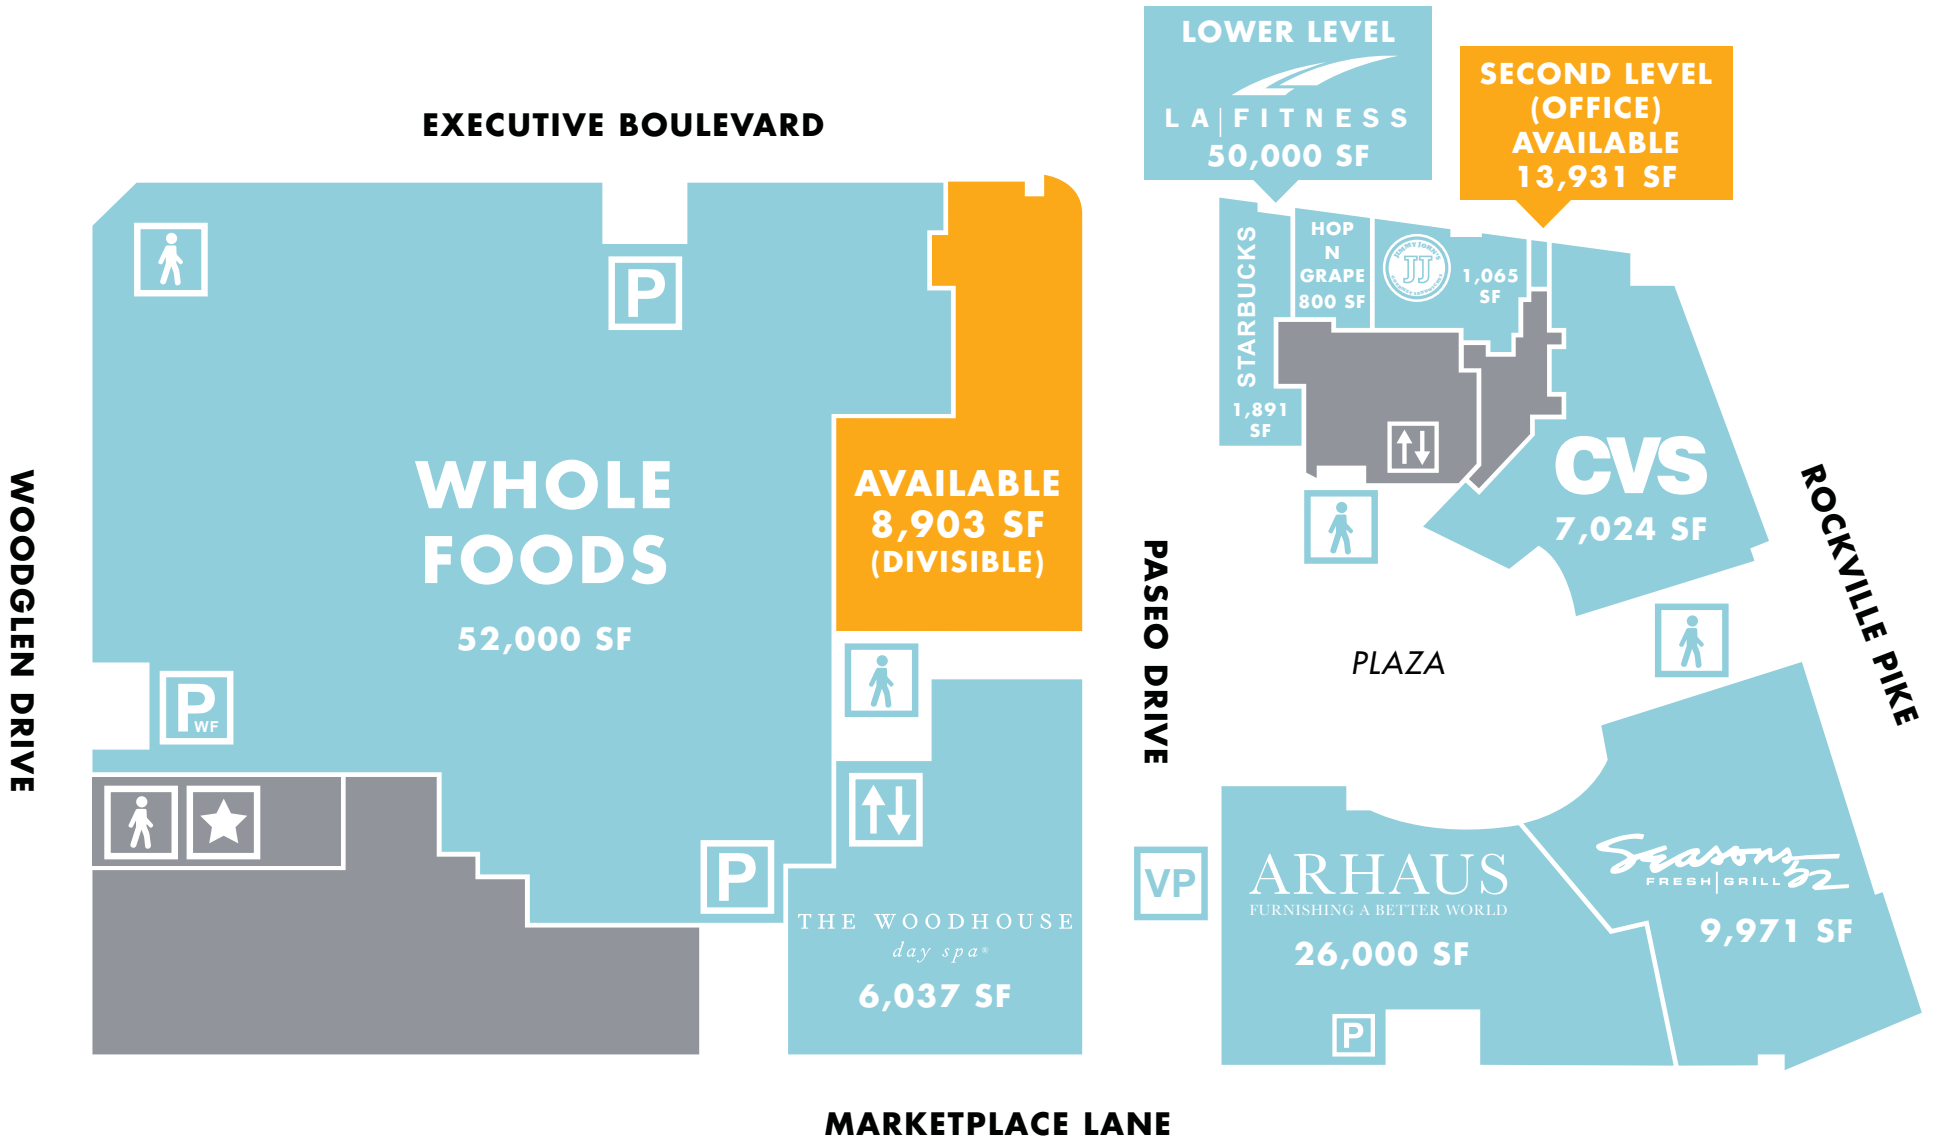 LOWER LEVEL
LA|FITNESS
50,000 SF
SECOND LEVEL
(OFFICE)
AVAILABLE
13,931 SF
EXECUTIVE BOULEVARD
P
STARBUCKS
1,891
SF
HOP
N
GRAPE
800 SF
JIMMY JOHN'S
JJ
1,065
SF
WHOLE
FOODS
52,000 SF
AVAILABLE
8,903 SF
(DIVISIBLE)
CVS
7,024 SF
WOODGLEN DRIVE
PASEO DRIVE
PLAZA
ROCKVILLE PIKE
P
WF
P
VP
THE WOODHOUSE
day spa®
6,037 SF
ARHAUS
FURNISHING A BETTER WORLD
26,000 SF
P
Seasons 52
FRESH|GRILL
9,971 SF
MARKETPLACE LANE